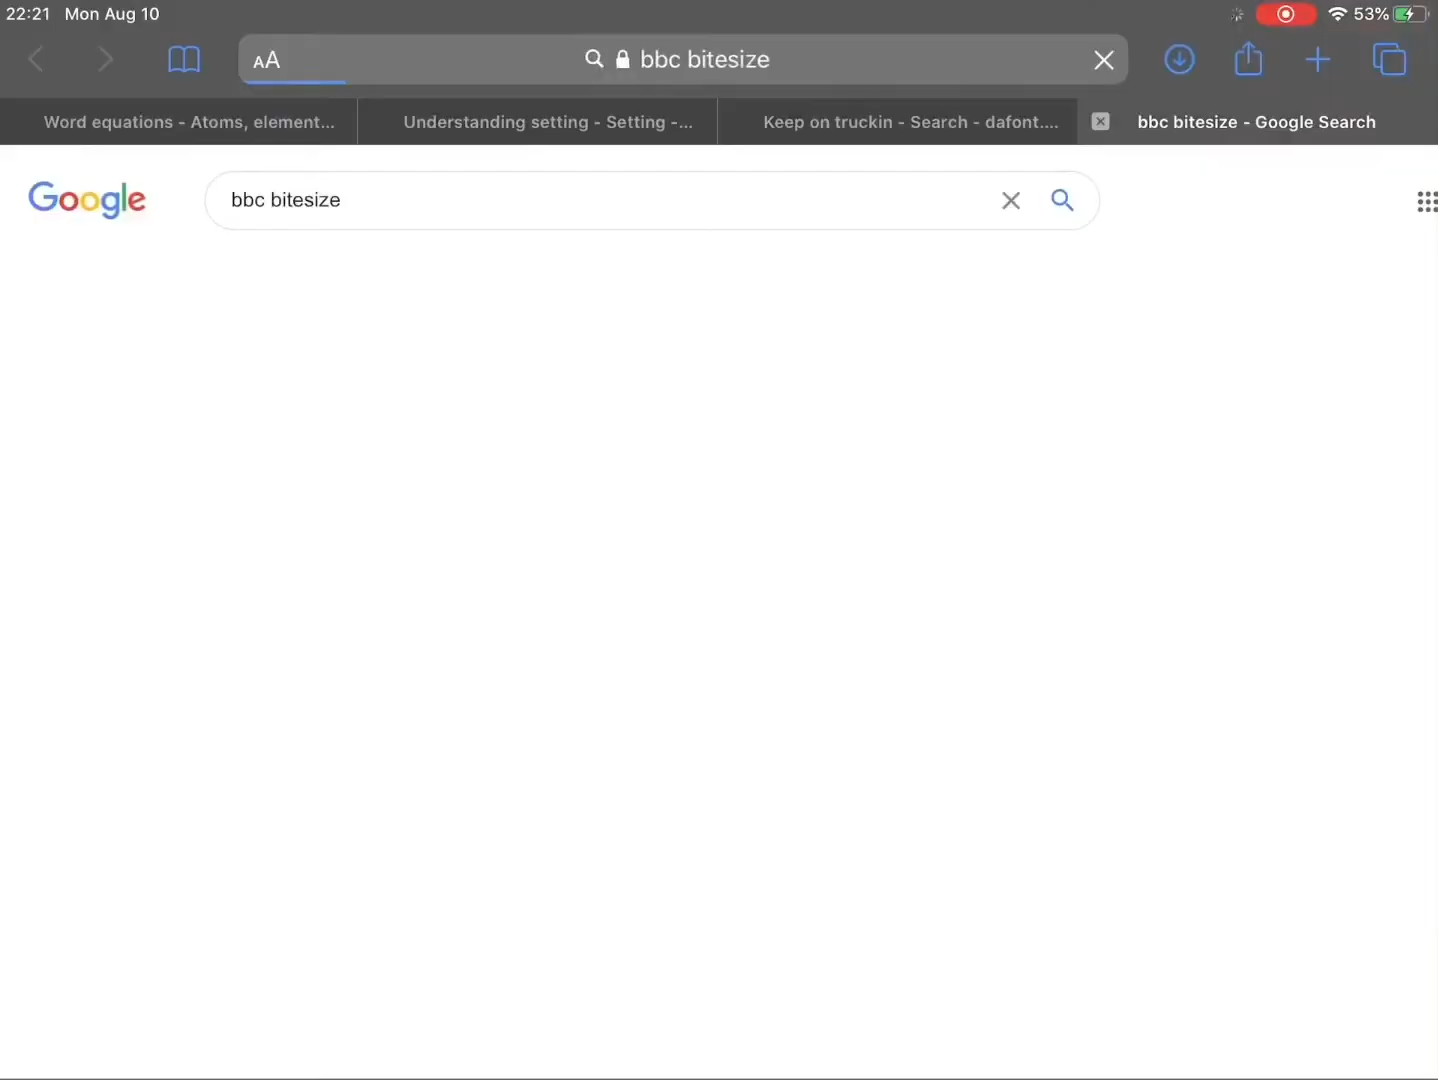 22:21 Mon Aug 10
53%
AA
bbc bitesize
Word equations - Atoms, element...
Understanding setting - Setting -...
Keep on truckin - Search - dafont....
bbc bitesize - Google Search
Google
bbc bitesize